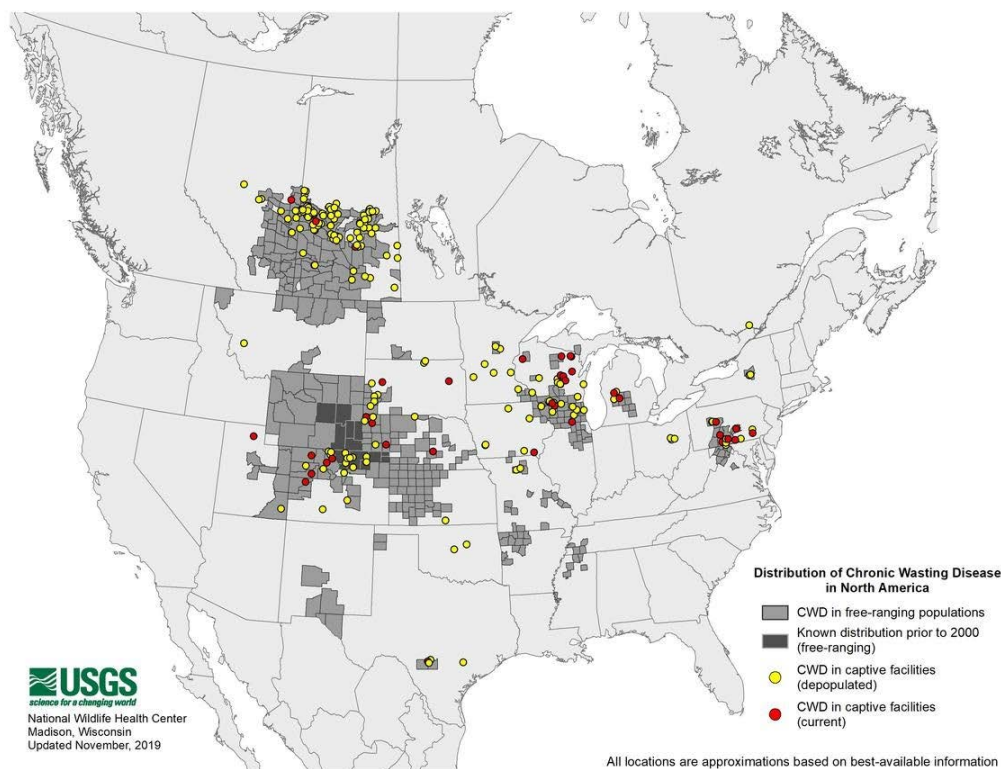 Distribution of Chronic Wasting Disease
in North America
CWD in free-ranging populations
Known distribution prior to 2000
(free-ranging)
CWD in captive facilities
(depopulated)
CWD in captive facilities
(current)
USGS
science for a changing world
National Wildlife Health Center
Madison, Wisconsin
Updated November, 2019
All locations are approximations based on best-available information